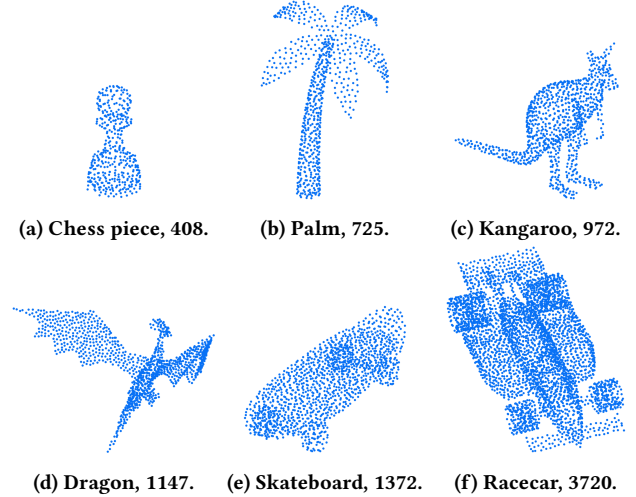 (a) Chess piece, 408.
(b) Palm, 725.
(c) Kangaroo, 972.
(d) Dragon, 1147.
(e) Skateboard, 1372.
(f) Racecar, 3720.